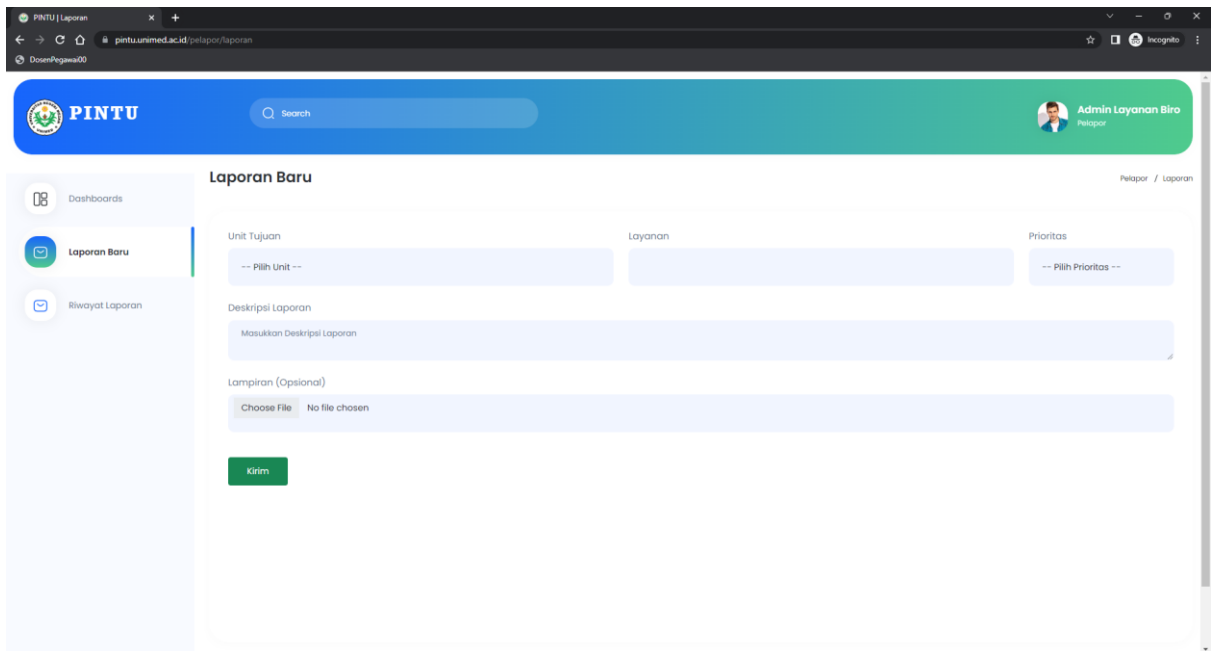 PINTU | Laporan
pintu.unimed.ac.id/pelapor/laporan
Incognito
DosenPegawai00
PINTU
Search
Admin Layanan Biro
Pelapor
Laporan Baru
Pelapor / Laporan
Dashboards
Laporan Baru
Riwayat Laporan
Unit Tujuan
Layanan
Prioritas
-- Pilih Unit --
-- Pilih Prioritas --
Deskripsi Laporan
Masukkan Deskripsi Laporan
Lampiran (Opsional)
Choose File No file chosen
Kirim